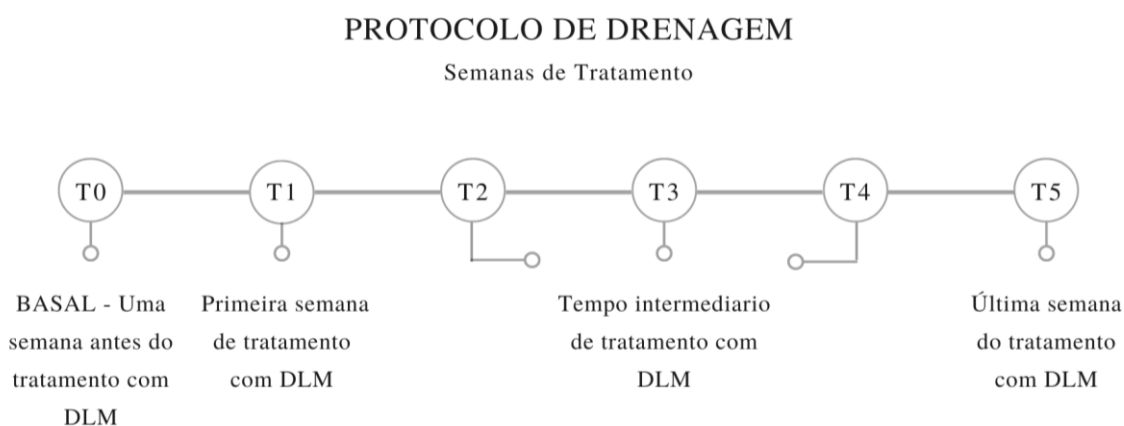 PROTOCOLO DE DRENAGEM
Semanas de Tratamento
T0 T1 T2 T3 T4 T5
BASAL - Uma
semana antes do
tratamento com
DLM
Primeira semana
de tratamento
com DLM
Tempo intermediario
de tratamento com
DLM
Última semana
do tratamento
com DLM